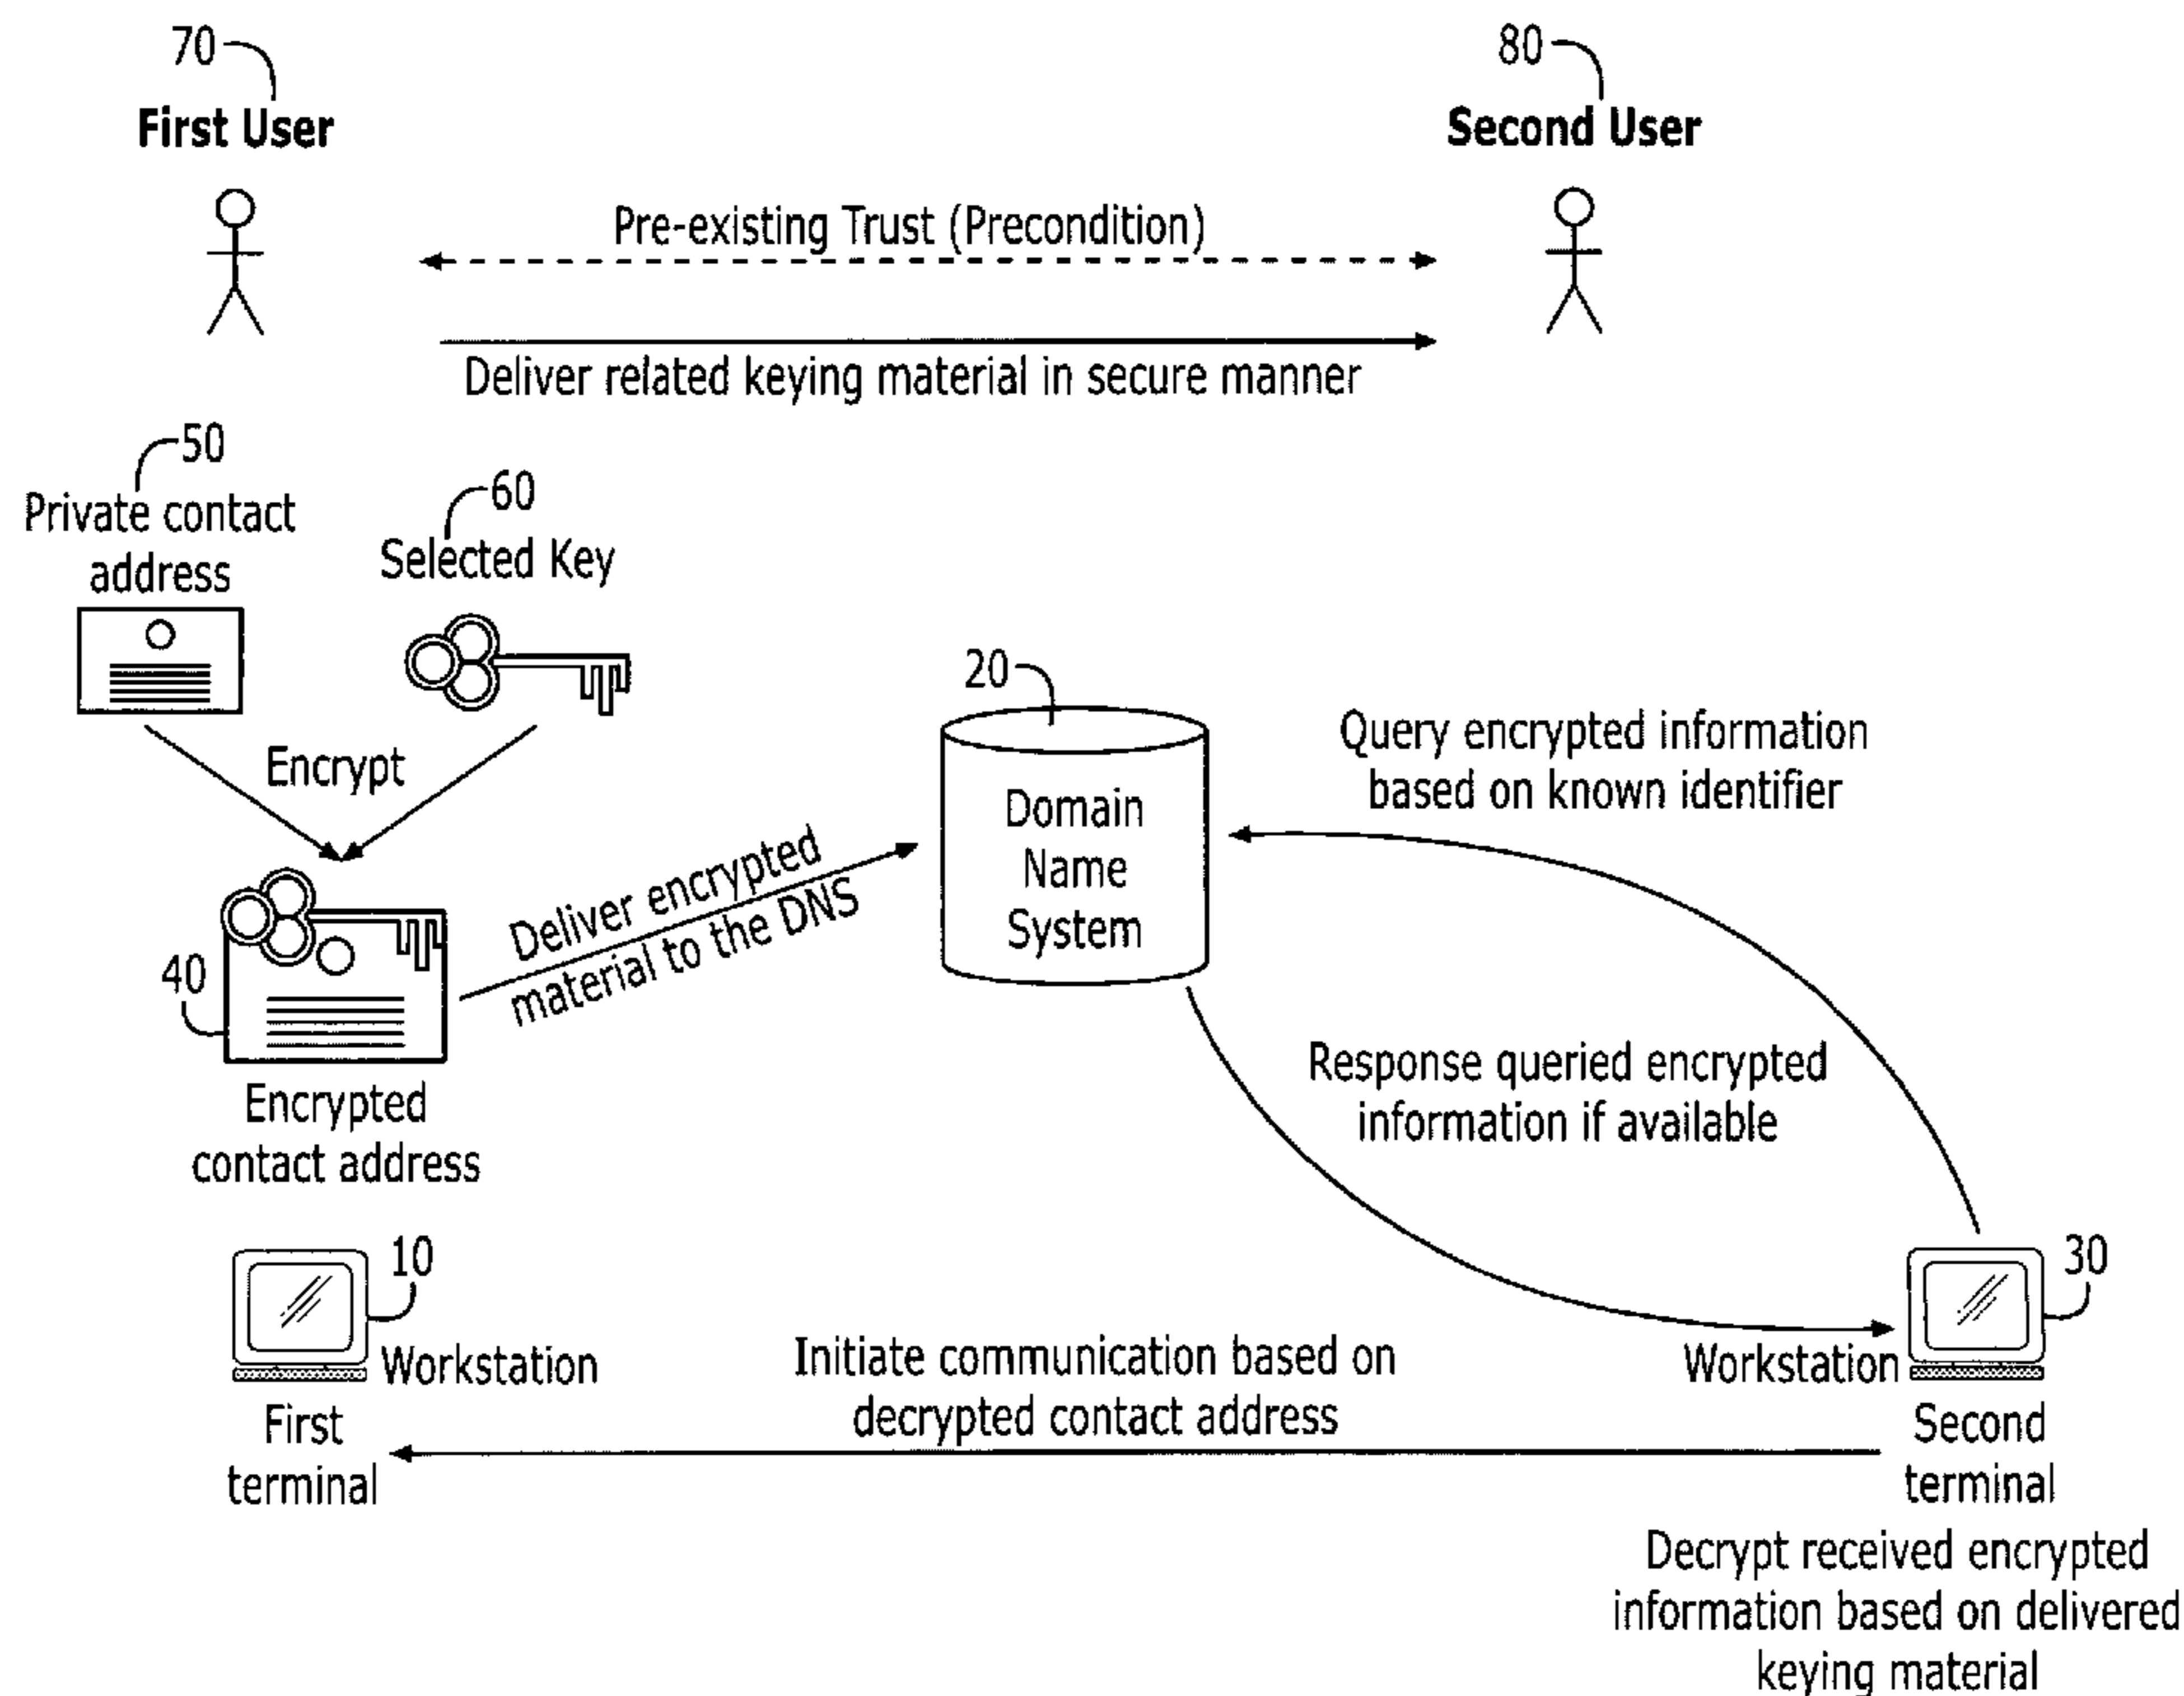 70
First User
80
Second User
Pre-existing Trust (Precondition)
Deliver related keying material in secure manner
50
Private contact
address
60
Selected Key
Encrypt
40
Encrypted
contact address
Deliver encrypted
material to the DNS
20
Domain
Name
System
Query encrypted information
based on known identifier
Response queried encrypted
information if available
10
Workstation
First
terminal
Initiate communication based on
decrypted contact address
30
Workstation
Second
terminal
Decrypt received encrypted
information based on delivered
keying material